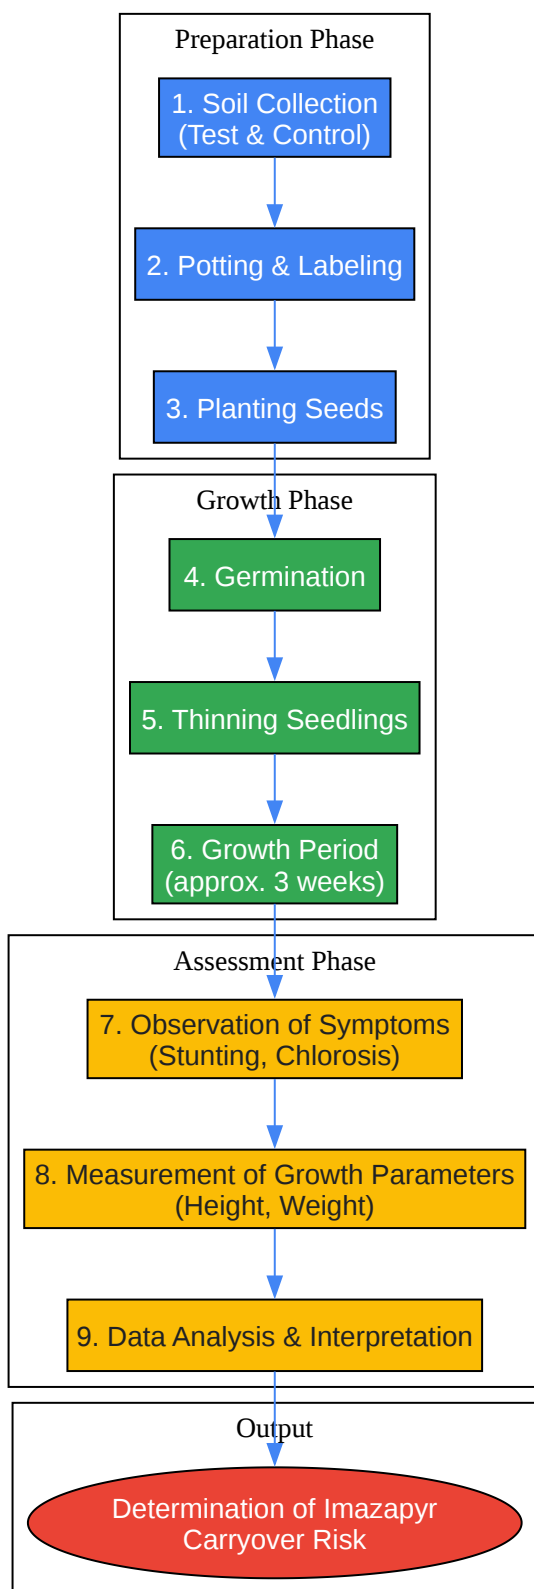 Preparation Phase
1. Soil Collection
(Test & Control)
2. Potting & Labeling
3. Planting Seeds
Growth Phase
4. Germination
5. Thinning Seedlings
6. Growth Period
(approx. 3 weeks)
Assessment Phase
7. Observation of Symptoms
(Stunting, Chlorosis)
8. Measurement of Growth Parameters
(Height, Weight)
9. Data Analysis & Interpretation
Output
Determination of Imazapyr
Carryover Risk